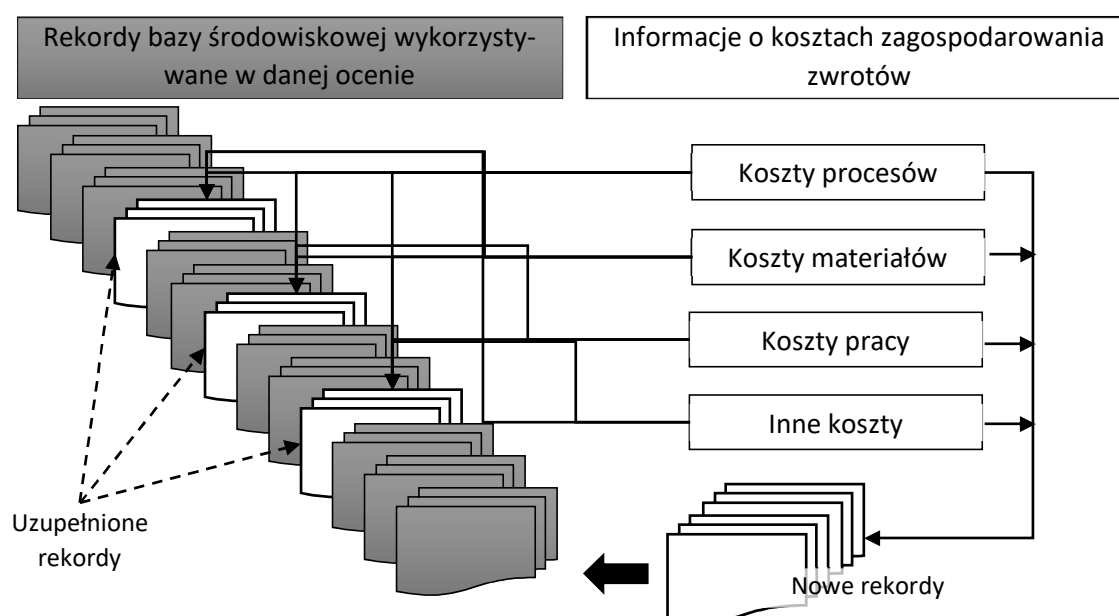 Rekordy bazy środowiskowej wykorzysty-
wane w danej ocenie
Informacje o kosztach zagospodarowania
zwrotów
Koszty procesów
Koszty materiałów
Koszty pracy
Inne koszty
Uzupełnione
rekordy
Nowe rekordy